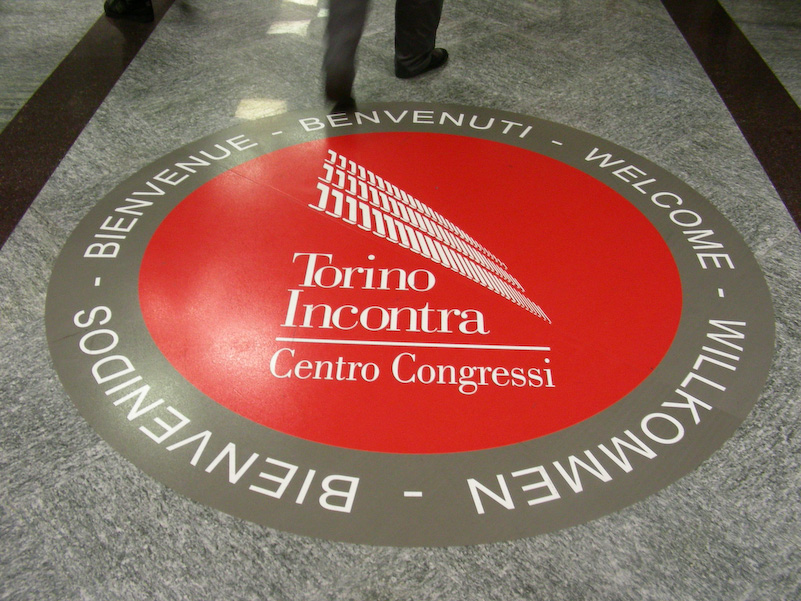 BENVENUTI - WELCOME - WILLKOMMEN - BIENVENIDOS - BIENVENUE -
Torino
Incontra
Centro Congressi